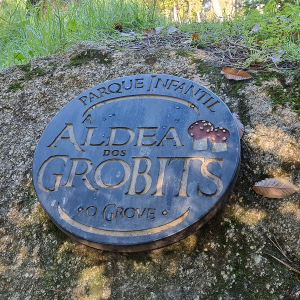 PARQUE INFANTIL
ALDEA
DOS
GROBITS
• O GROVE •